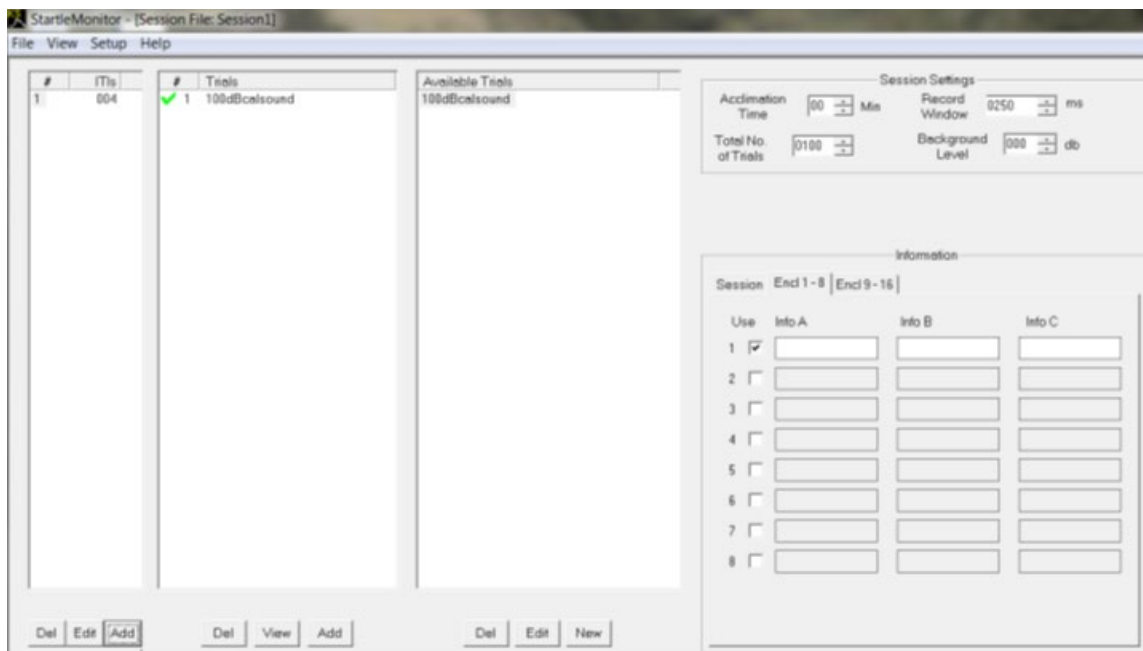 StartleMonitor - [Session File: Session1]
File View Setup Help
# ITIs
1 004
# Trials
1 100dBcalsound
Available Trials
100dBcalsound
Session Settings
Acclimation Time 00 Min
Record Window 0250 ms
Total No. of Trials 0100
Background Level 000 db
Information
Session Encl 1 - 8 Encl 9 - 16
Use Info A Info B Info C
1
2
3
4
5
6
7
8
Del Edit Add
Del View Add
Del Edit New